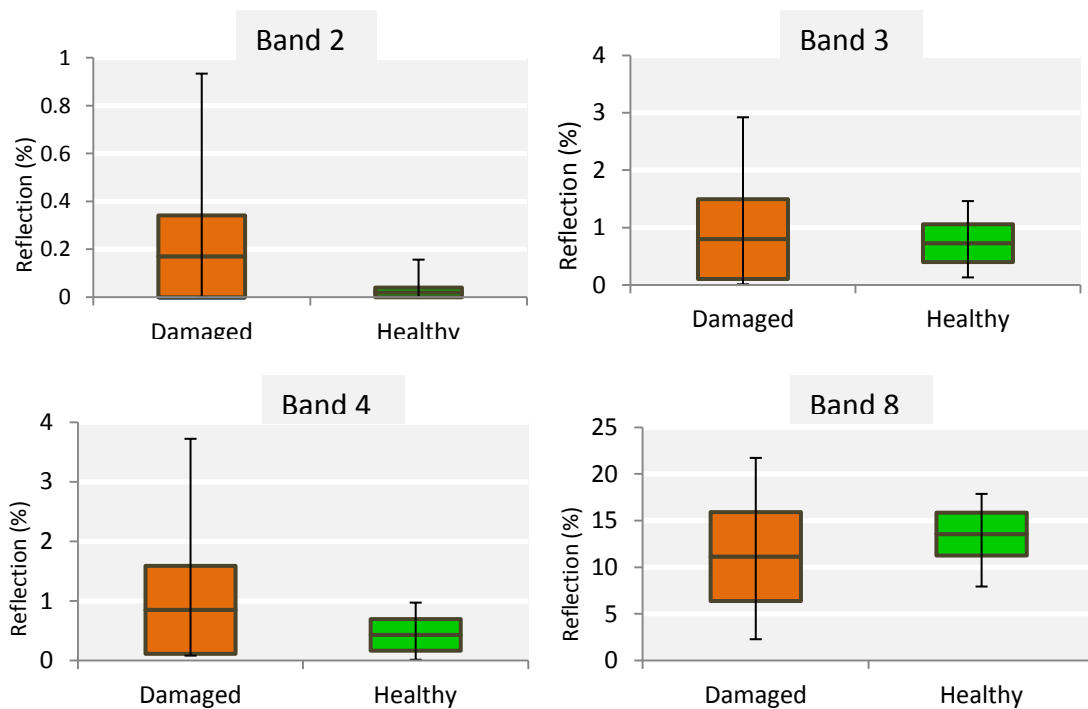 Band 2
1
0.8
0.6
0.4
0.2
0
Reflection (%)
Damaged Healthy
Band 3
4
3
2
1
0
Reflection (%)
Damaged Healthy
Band 4
4
3
2
1
0
Reflection (%)
Damaged Healthy
Band 8
25
20
15
10
5
0
Reflection (%)
Damaged Healthy